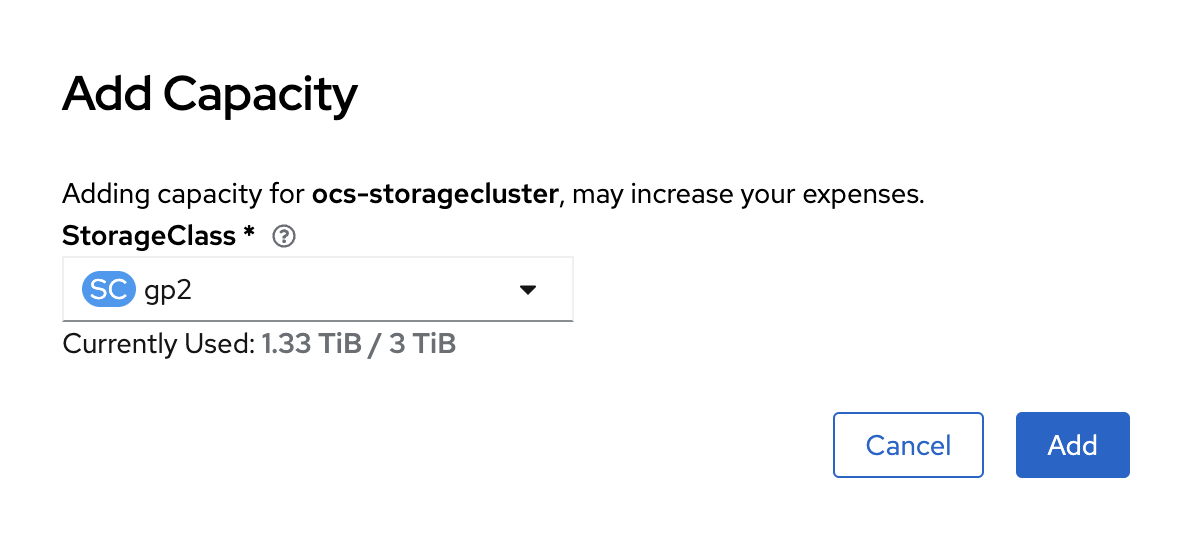 Add Capacity
Adding capacity for ocs-storagecluster, may increase your expenses.
StorageClass * ?
SC gp2
Currently Used: 1.33 TiB / 3 TiB
Cancel Add